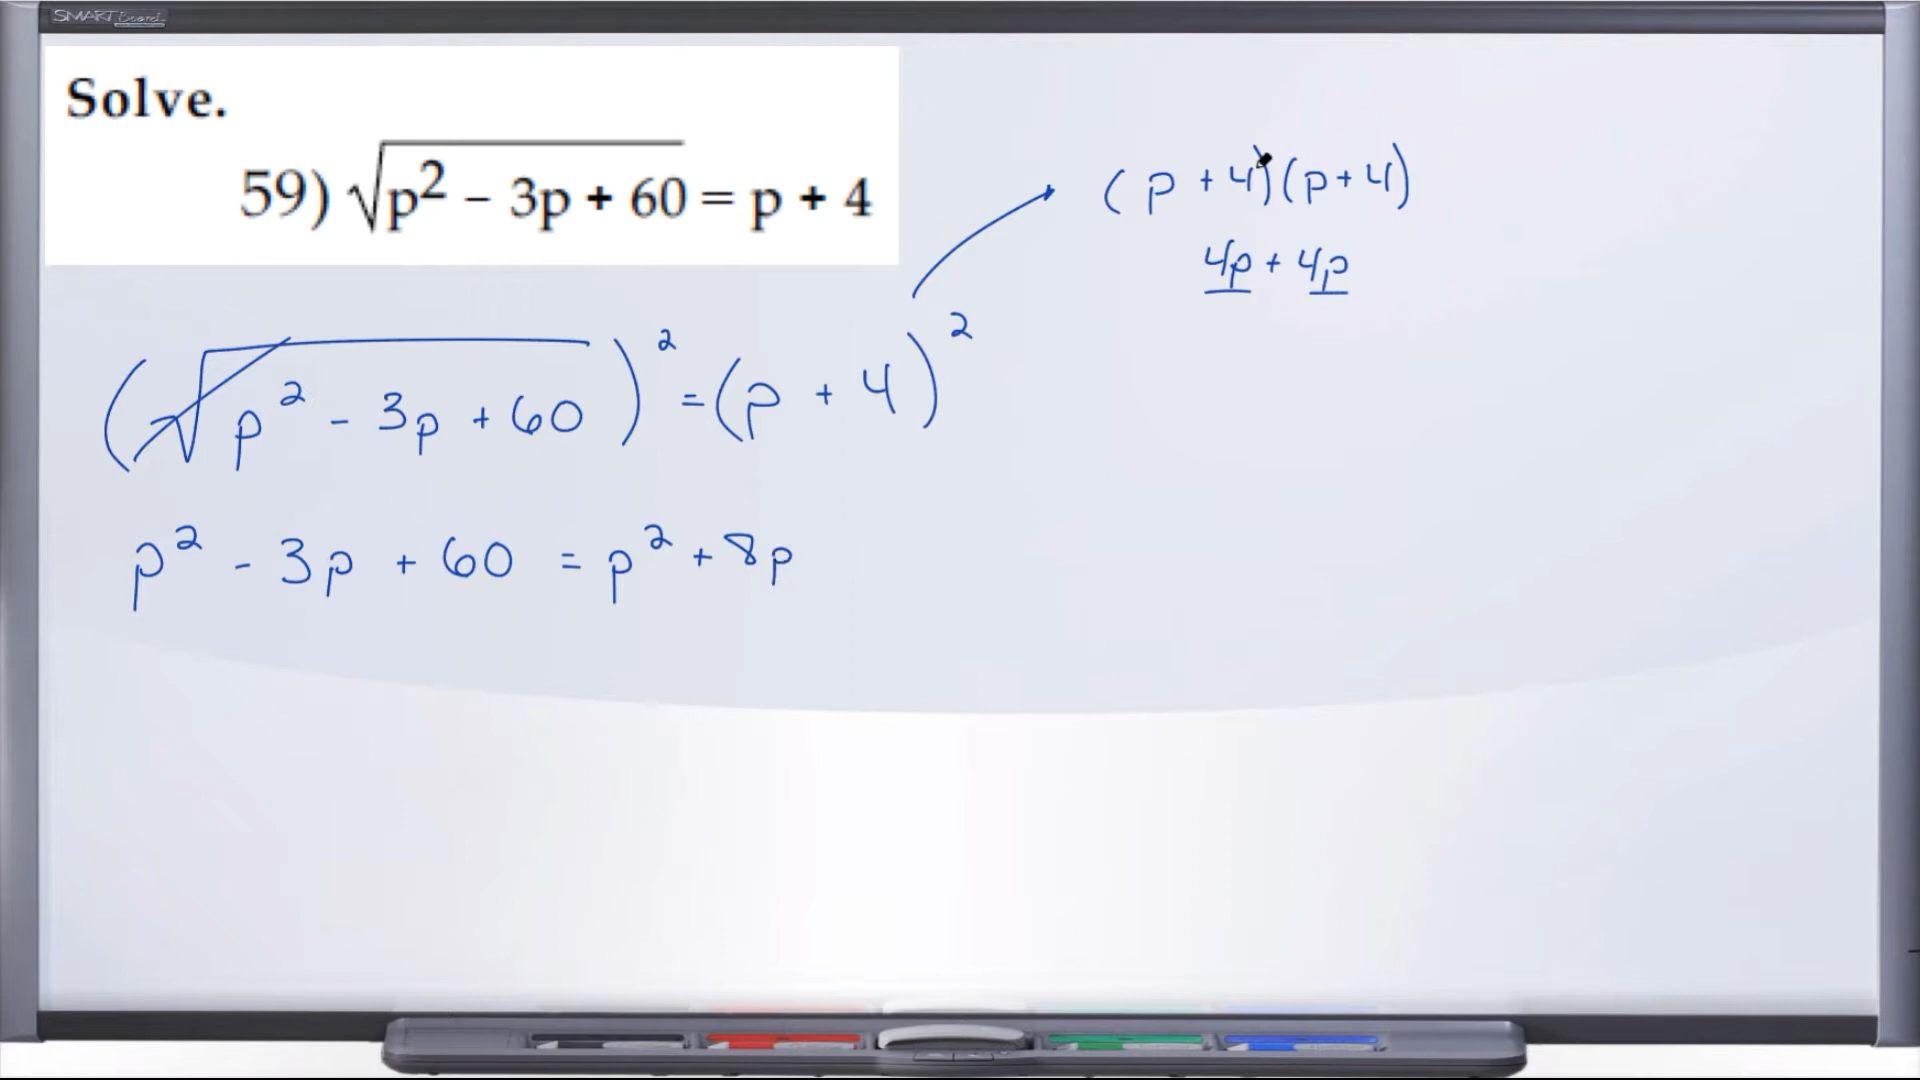 SMART Board
Solve.
59) √(p² − 3p + 60) = p + 4
(p + 4)(p + 4)
4p + 4p
(√(p² - 3p + 60))² = (p + 4)²
p² - 3p + 60 = p² + 8p